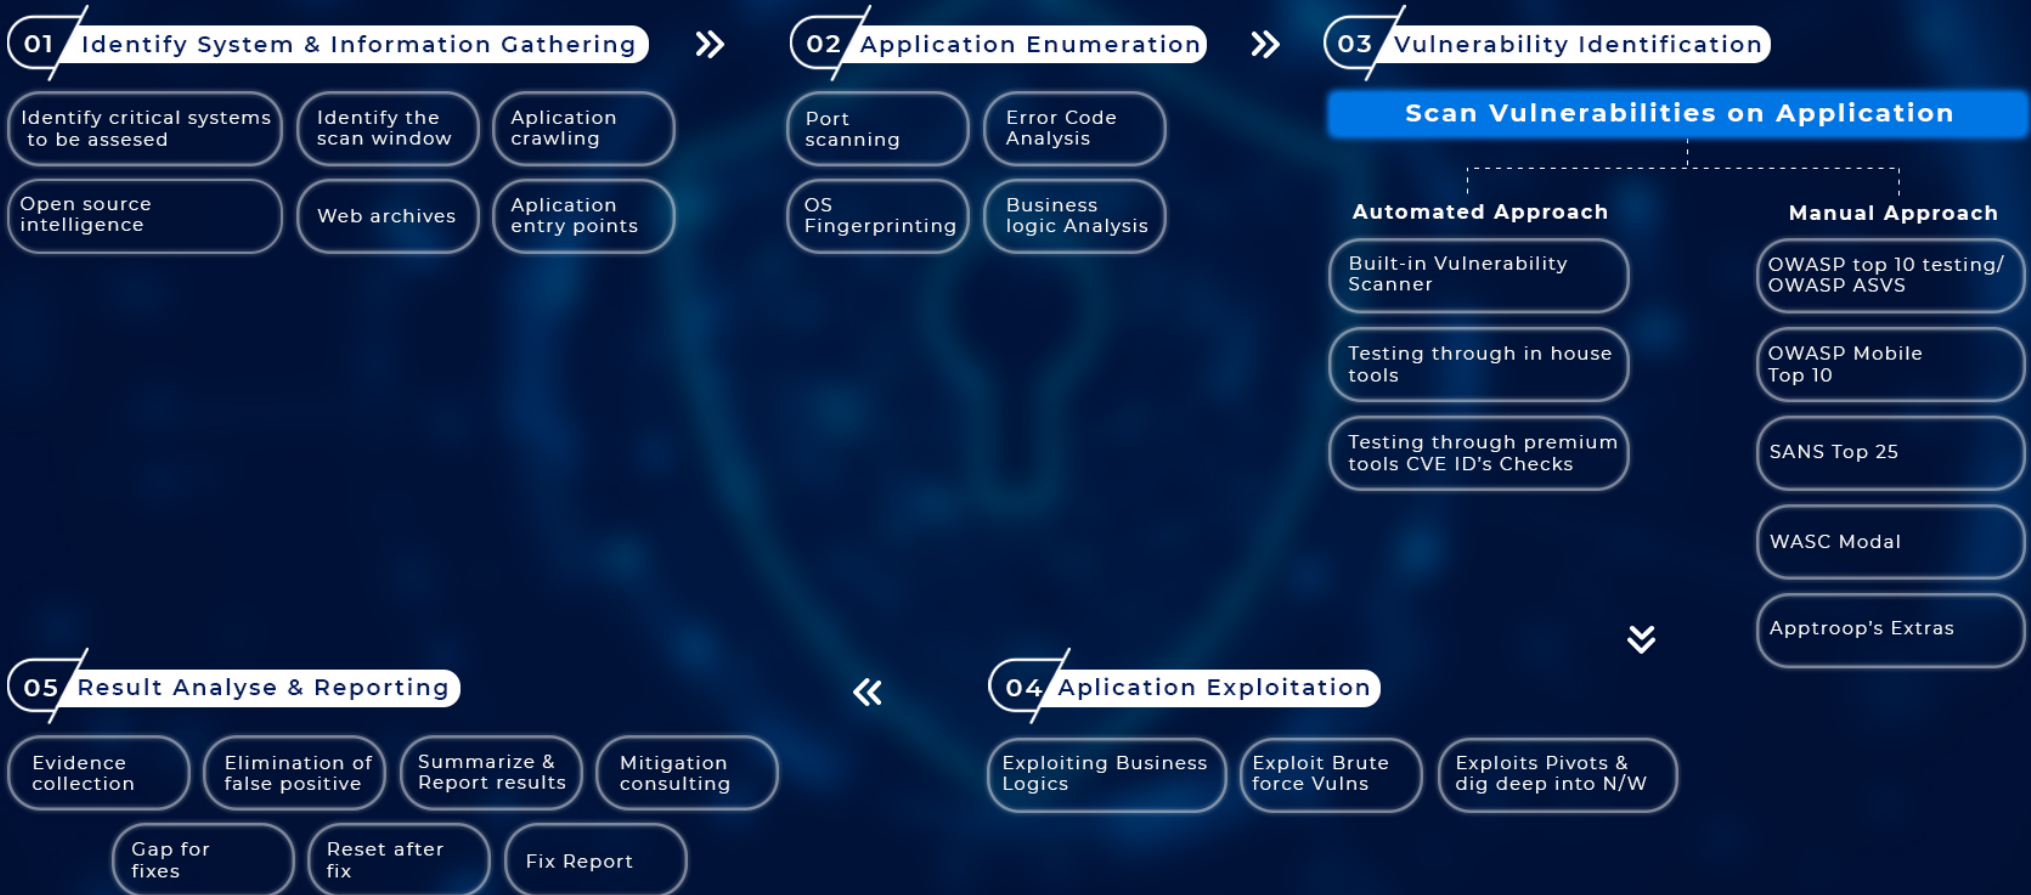 01 Identify System & Information Gathering
Identify critical systems
to be assesed
Identify the
scan window
Aplication
crawling
Open source
intelligence
Web archives
Aplication
entry points
02 Application Enumeration
Port
scanning
Error Code
Analysis
OS
Fingerprinting
Business
logic Analysis
03 Vulnerability Identification
Scan Vulnerabilities on Application
Automated Approach
Built-in Vulnerability
Scanner
Testing through in house
tools
Testing through premium
tools CVE ID's Checks
Manual Approach
OWASP top 10 testing/
OWASP ASVS
OWASP Mobile
Top 10
SANS Top 25
WASC Modal
Apptroop's Extras
04 Aplication Exploitation
Exploiting Business
Logics
Exploit Brute
force Vulns
Exploits Pivots &
dig deep into N/W
05 Result Analyse & Reporting
Evidence
collection
Elimination of
false positive
Summarize &
Report results
Mitigation
consulting
Gap for
fixes
Reset after
fix
Fix Report